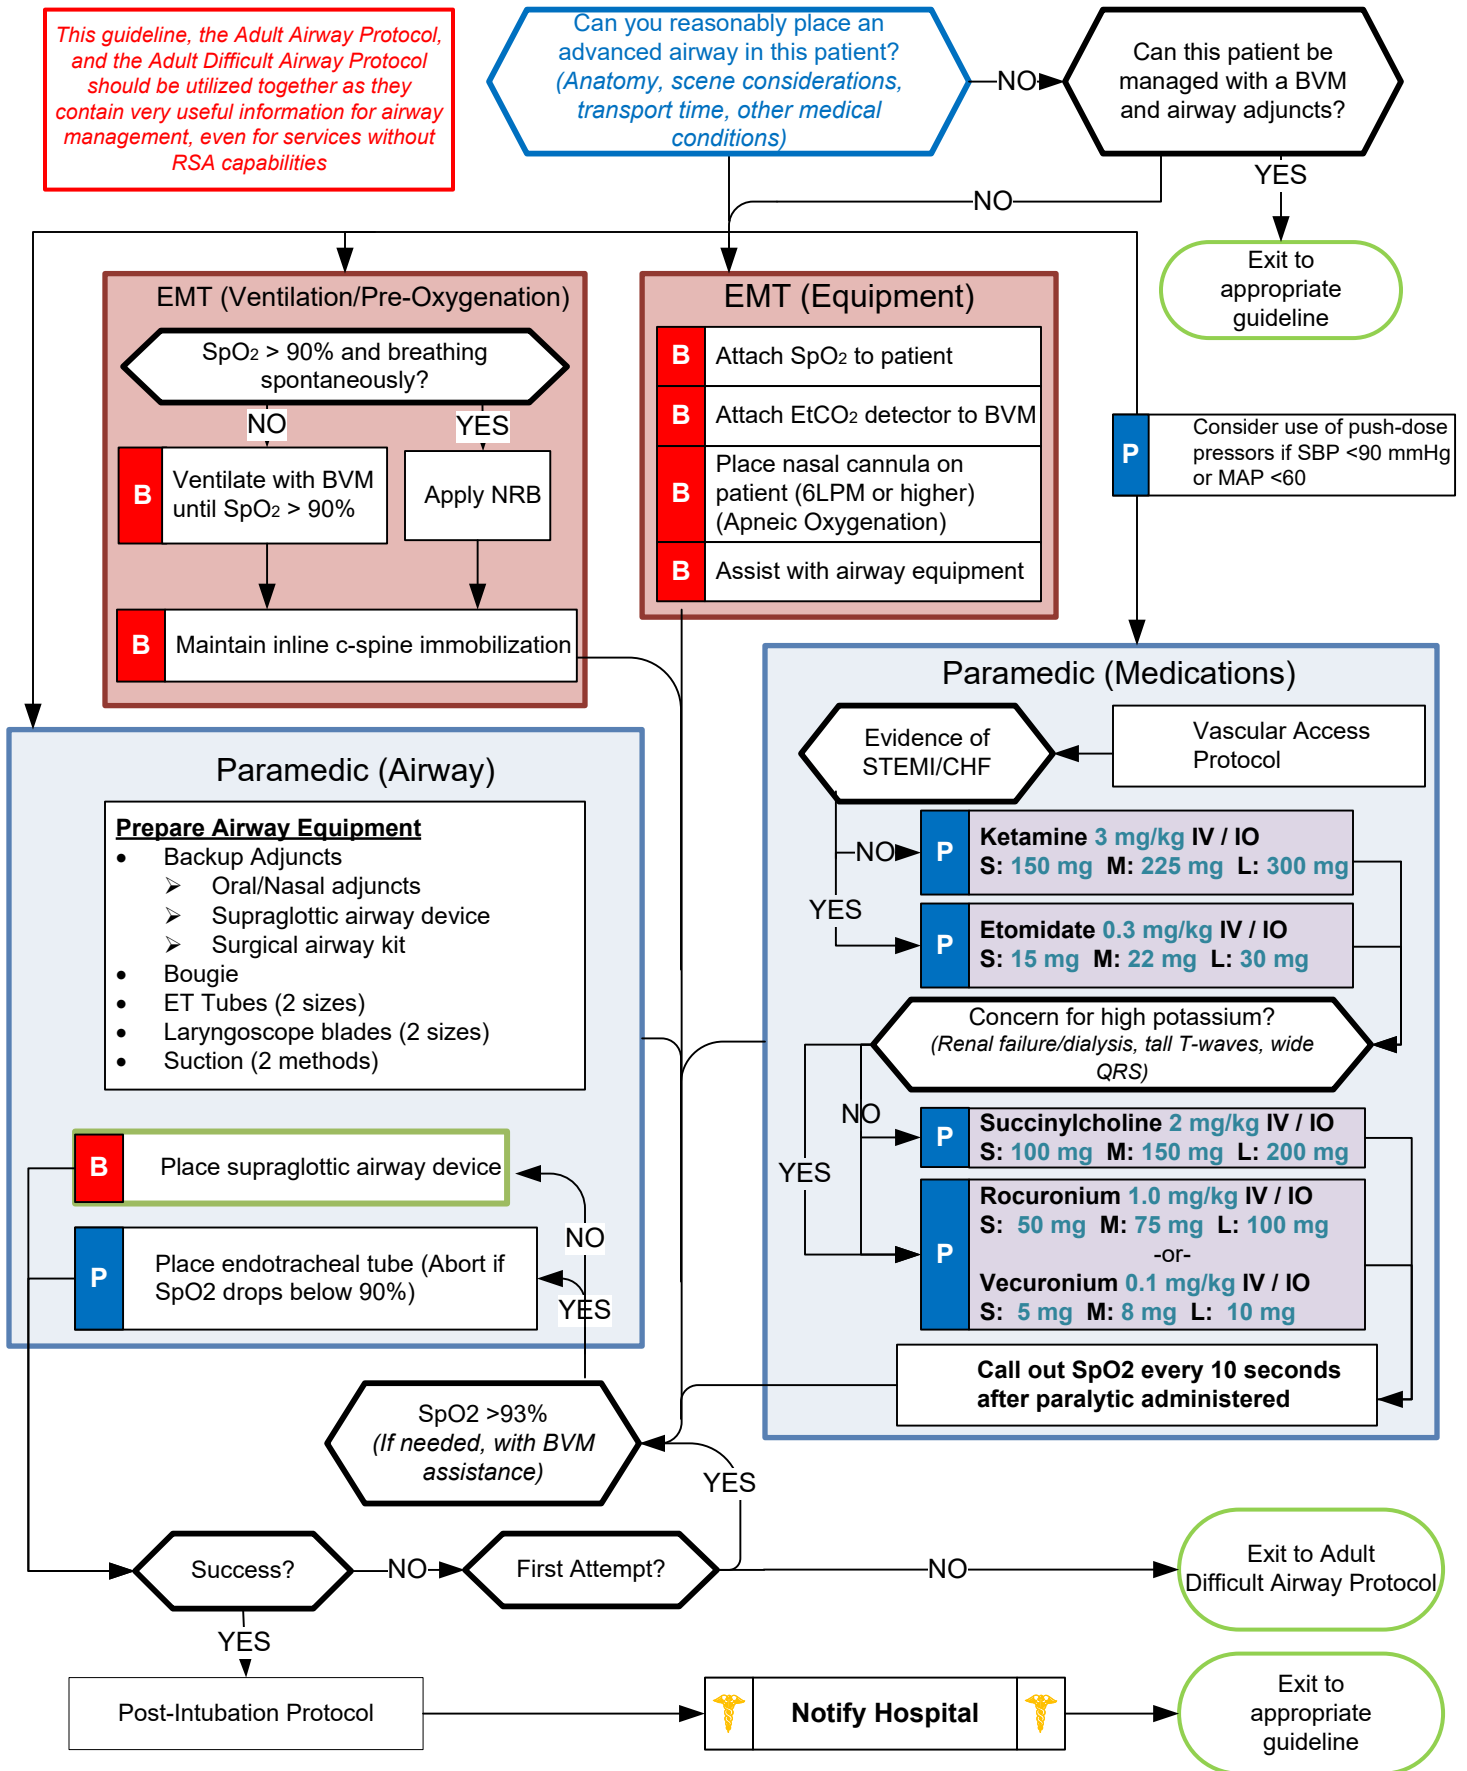 This guideline, the Adult Airway Protocol,
and the Adult Difficult Airway Protocol
should be utilized together as they
contain very useful information for airway
management, even for services without
RSA capabilities
Can you reasonably place an
advanced airway in this patient?
(Anatomy, scene considerations,
transport time, other medical
conditions)
NO
Can this patient be
managed with a BVM
and airway adjuncts?
YES
NO
Exit to
appropriate
guideline
EMT (Ventilation/Pre-Oxygenation)
SpO2 > 90% and breathing
spontaneously?
NO
YES
B
Ventilate with BVM
until SpO2 > 90%
Apply NRB
B
Maintain inline c-spine immobilization
EMT (Equipment)
B
Attach SpO2 to patient
B
Attach EtCO2 detector to BVM
B
Place nasal cannula on
patient (6LPM or higher)
(Apneic Oxygenation)
B
Assist with airway equipment
P
Consider use of push-dose
pressors if SBP <90 mmHg
or MAP <60
Paramedic (Airway)
Prepare Airway Equipment
• Backup Adjuncts
➢ Oral/Nasal adjuncts
➢ Supraglottic airway device
➢ Surgical airway kit
• Bougie
• ET Tubes (2 sizes)
• Laryngoscope blades (2 sizes)
• Suction (2 methods)
B
Place supraglottic airway device
NO
P
Place endotracheal tube (Abort if
SpO2 drops below 90%)
YES
Paramedic (Medications)
Evidence of
STEMI/CHF
Vascular Access
Protocol
NO
P
Ketamine 3 mg/kg IV / IO
S: 150 mg M: 225 mg L: 300 mg
YES
P
Etomidate 0.3 mg/kg IV / IO
S: 15 mg M: 22 mg L: 30 mg
Concern for high potassium?
(Renal failure/dialysis, tall T-waves, wide
QRS)
NO
P
Succinylcholine 2 mg/kg IV / IO
S: 100 mg M: 150 mg L: 200 mg
YES
P
Rocuronium 1.0 mg/kg IV / IO
S: 50 mg M: 75 mg L: 100 mg
-or-
Vecuronium 0.1 mg/kg IV / IO
S: 5 mg M: 8 mg L: 10 mg
Call out SpO2 every 10 seconds
after paralytic administered
SpO2 >93%
(If needed, with BVM
assistance)
YES
Success?
NO
First Attempt?
NO
Exit to Adult
Difficult Airway Protocol
YES
Post-Intubation Protocol
Notify Hospital
Exit to
appropriate
guideline